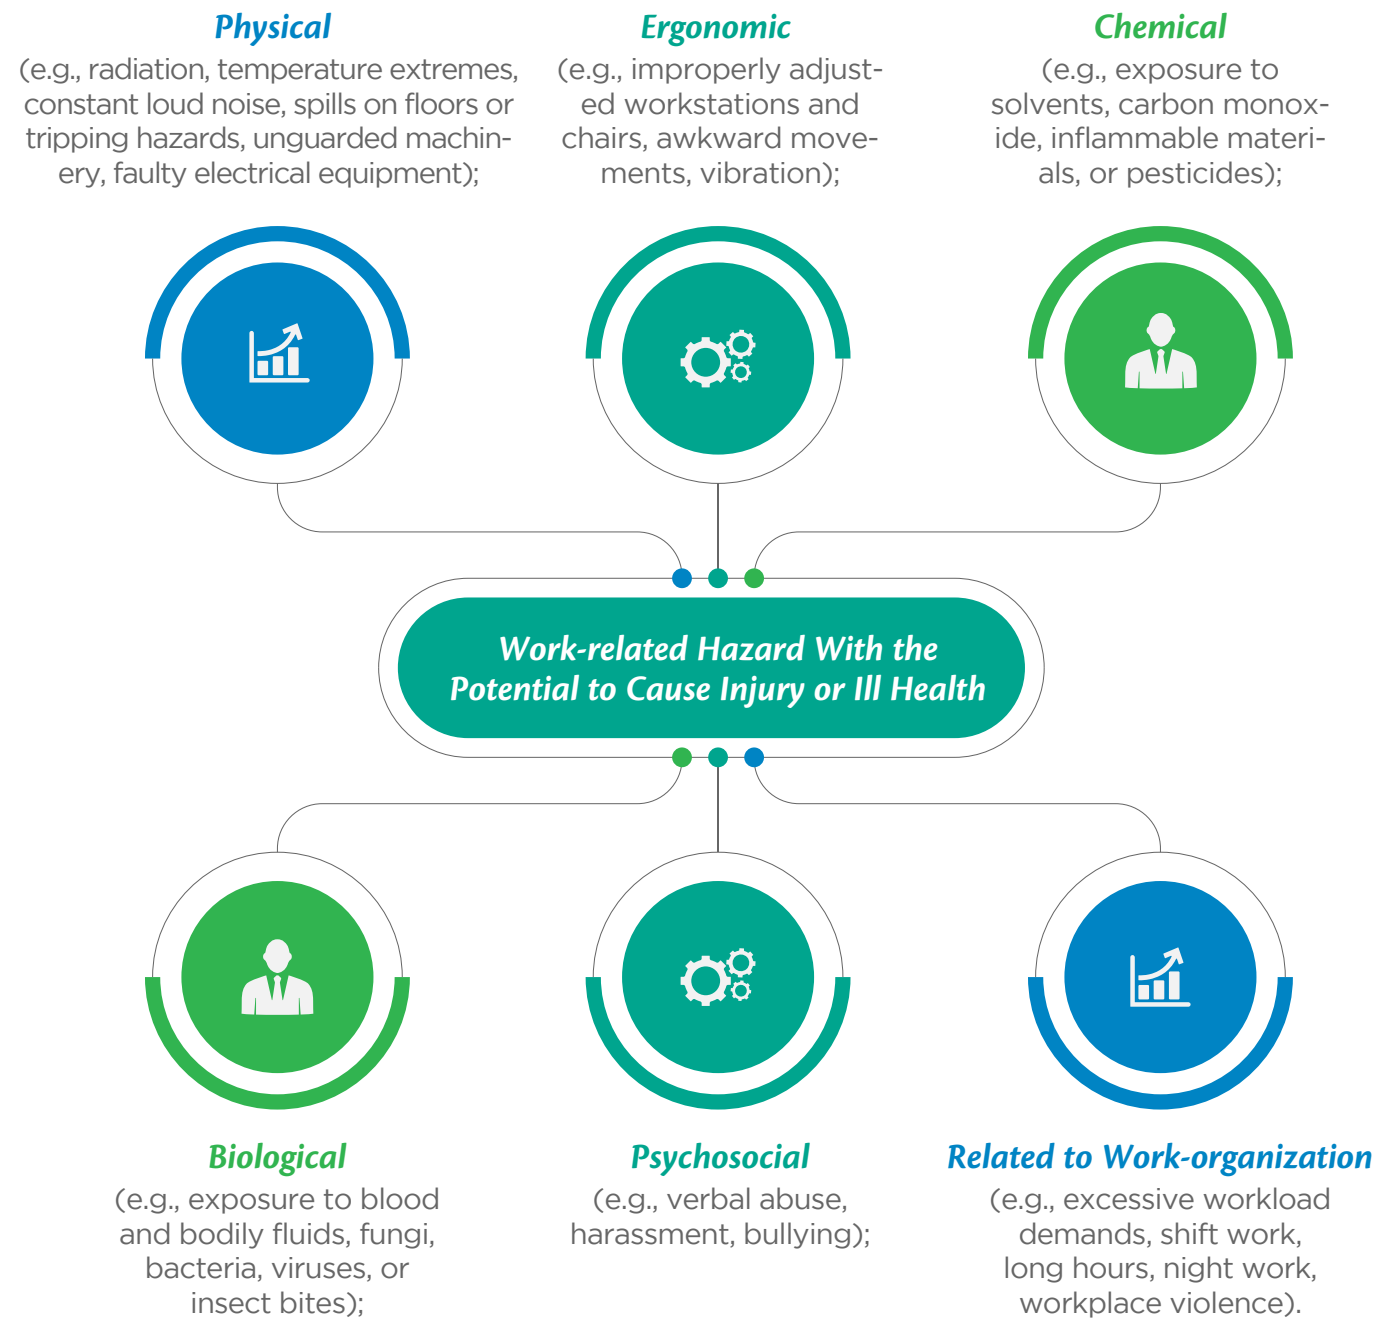 Physical
(e.g., radiation, temperature extremes,
constant loud noise, spills on floors or
tripping hazards, unguarded machin-
ery, faulty electrical equipment);
Ergonomic
(e.g., improperly adjust-
ed workstations and
chairs, awkward move-
ments, vibration);
Chemical
(e.g., exposure to
solvents, carbon monox-
ide, inflammable materi-
als, or pesticides);
Work-related Hazard With the
Potential to Cause Injury or Ill Health
Biological
(e.g., exposure to blood
and bodily fluids, fungi,
bacteria, viruses, or
insect bites);
Psychosocial
(e.g., verbal abuse,
harassment, bullying);
Related to Work-organization
(e.g., excessive workload
demands, shift work,
long hours, night work,
workplace violence).